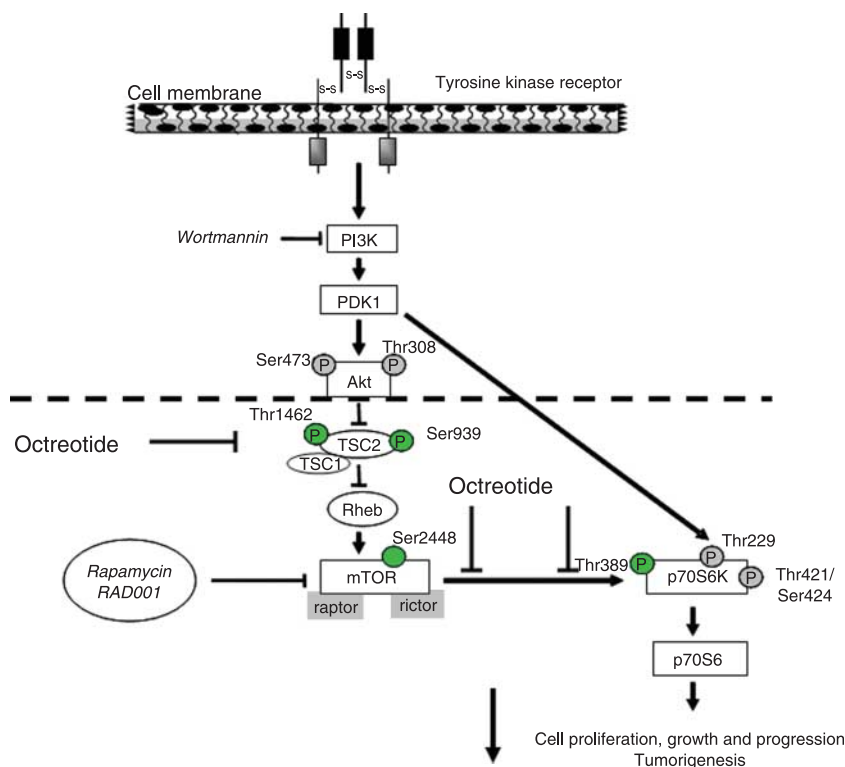 s-s
s-s
s-s
Cell membrane
Tyrosine kinase receptor
Wortmannin
PI3K
PDK1
Ser473
P
P
Thr308
Akt
Thr1462
P
TSC2
P
Ser939
TSC1
Octreotide
Rheb
Octreotide
Ser2448
Rapamycin
RAD001
mTOR
raptor
rictor
Thr389
P
P
Thr229
p70S6K
P
Thr421/
Ser424
p70S6
Cell proliferation, growth and progression
Tumorigenesis